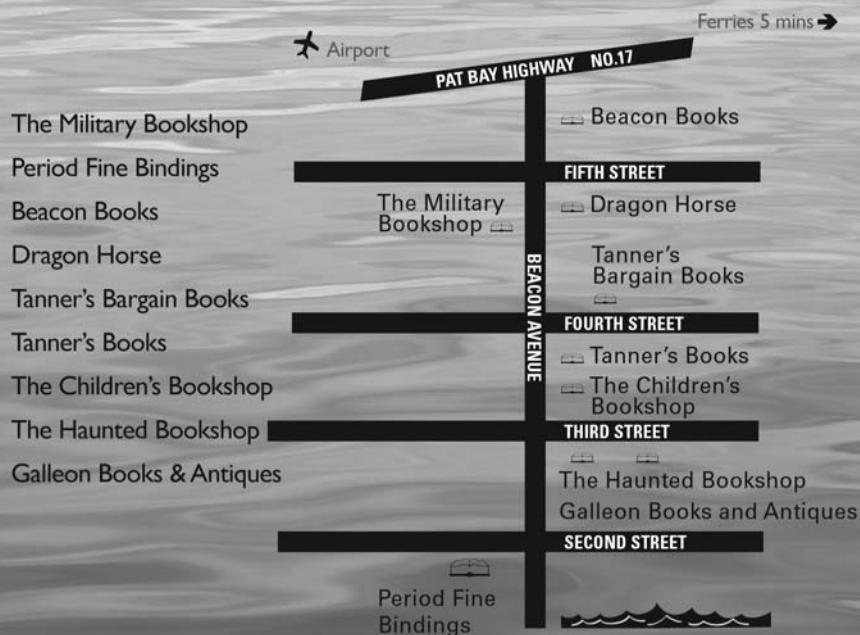 Ferries 5 mins
Airport
PAT BAY HIGHWAY NO.17
The Military Bookshop
Period Fine Bindings
Beacon Books
Dragon Horse
Tanner's Bargain Books
Tanner's Books
The Children's Bookshop
The Haunted Bookshop
Galleon Books & Antiques
Beacon Books
FIFTH STREET
The Military
Bookshop
Dragon Horse
Tanner's
Bargain Books
BEACON AVENUE
FOURTH STREET
Tanner's Books
The Children's
Bookshop
THIRD STREET
The Haunted Bookshop
Galleon Books and Antiques
SECOND STREET
Period Fine
Bindings